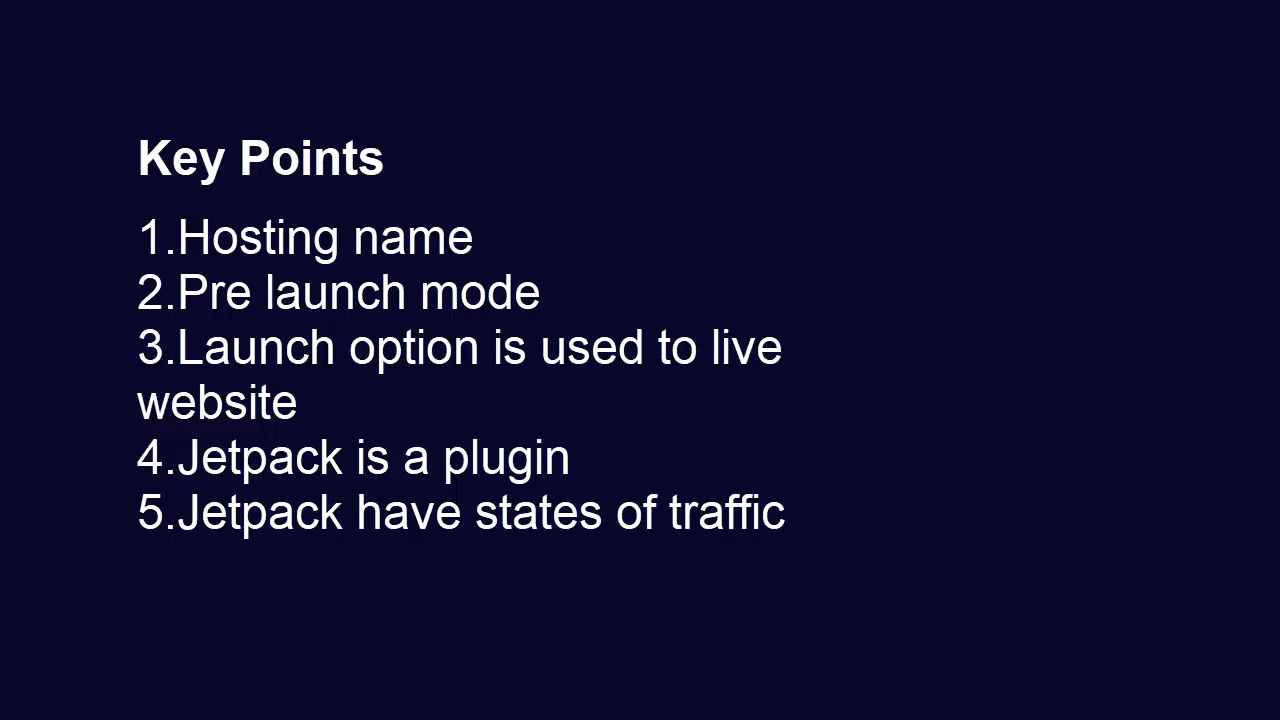 Key Points
1.Hosting name
2.Pre launch mode
3.Launch option is used to live
website
4.Jetpack is a plugin
5.Jetpack have states of traffic